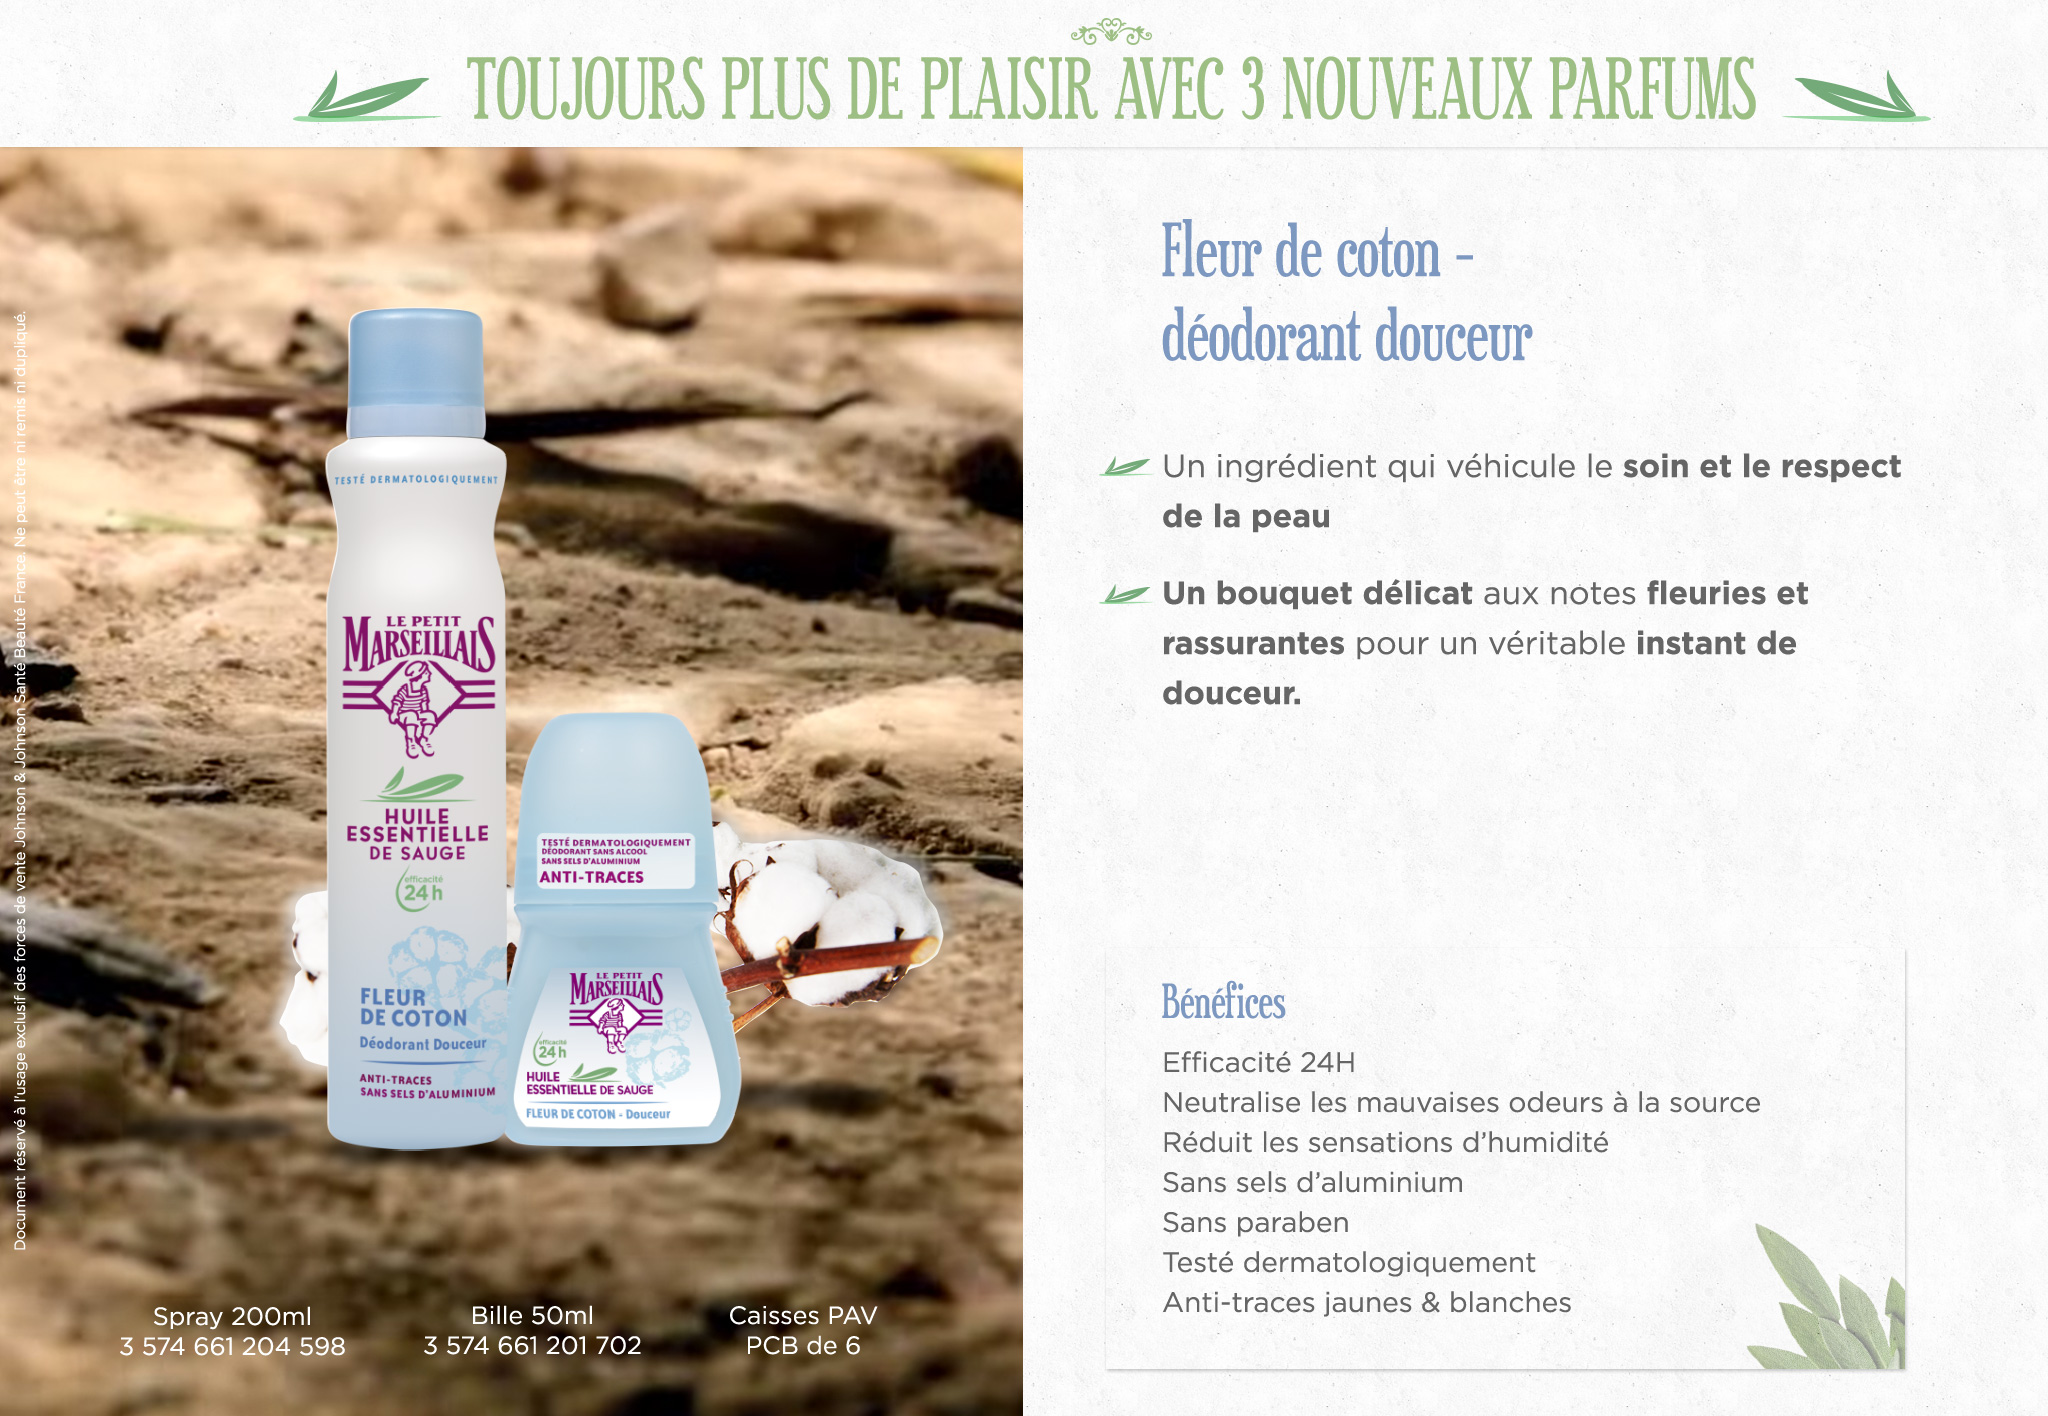 TOUJOURS PLUS DE PLAISIR AVEC 3 NOUVEAUX PARFUMS
Document réservé à l'usage exclusif des forces de vente Johnson & Johnson Santé Beauté France. Ne peut être ni remis ni dupliqué.
TESTÉ DERMATOLOGIQUEMENT
LE PETIT
MARSEILLAIS
HUILE
ESSENTIELLE
DE SAUGE
efficacité
24 h
FLEUR
DE COTON
Déodorant Douceur
ANTI-TRACES
SANS SELS D'ALUMINIUM
TESTÉ DERMATOLOGIQUEMENT
DÉODORANT SANS ALCOOL
SANS SELS D'ALUMINIUM
ANTI-TRACES
LE PETIT
MARSEILLAIS
efficacité
24 h
HUILE
ESSENTIELLE DE SAUGE
FLEUR DE COTON - Douceur
Spray 200ml
3 574 661 204 598
Bille 50ml
3 574 661 201 702
Caisses PAV
PCB de 6
Fleur de coton -
déodorant douceur
Un ingrédient qui véhicule le soin et le respect
de la peau
Un bouquet délicat aux notes fleuries et
rassurantes pour un véritable instant de
douceur.
Bénéfices
Efficacité 24H
Neutralise les mauvaises odeurs à la source
Réduit les sensations d'humidité
Sans sels d'aluminium
Sans paraben
Testé dermatologiquement
Anti-traces jaunes & blanches